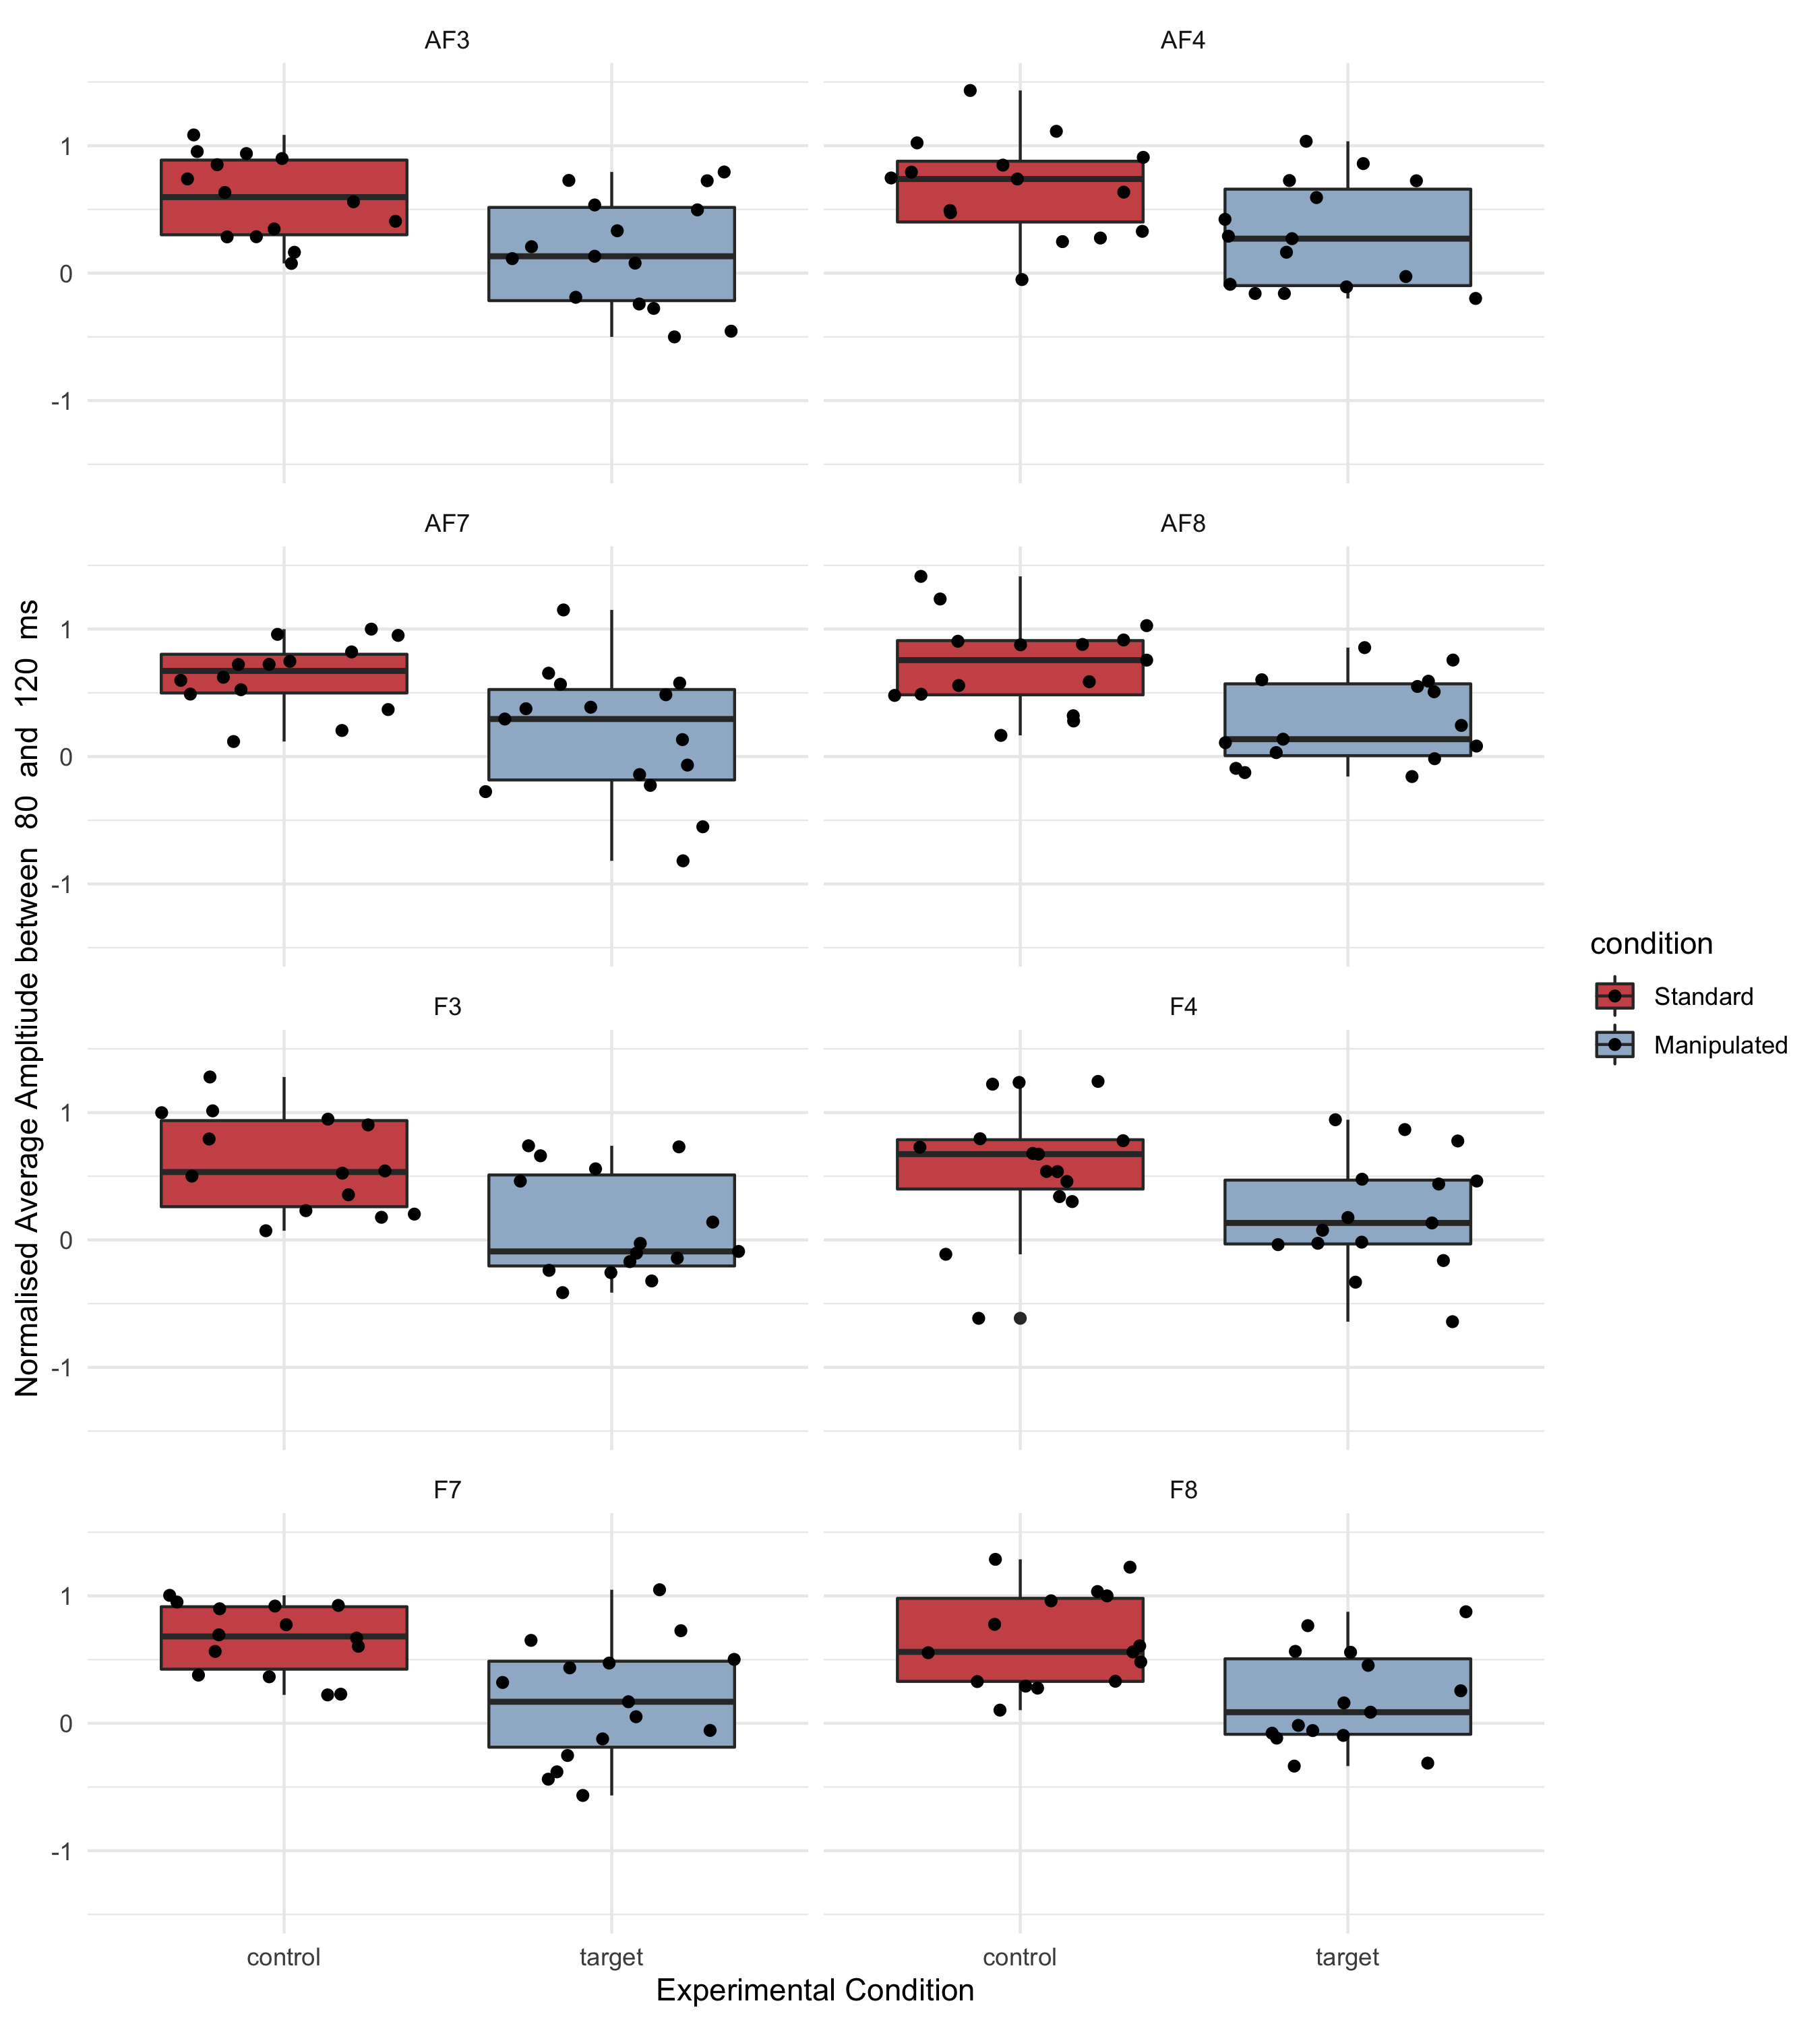 AF3
AF4
1
0
-1
AF7
AF8
1
0
-1
Normalised Average Ampltiude between 80 and 120 ms
condition
Standard
Manipulated
F3
F4
1
0
-1
F7
F8
1
0
-1
control
target
control
target
Experimental Condition